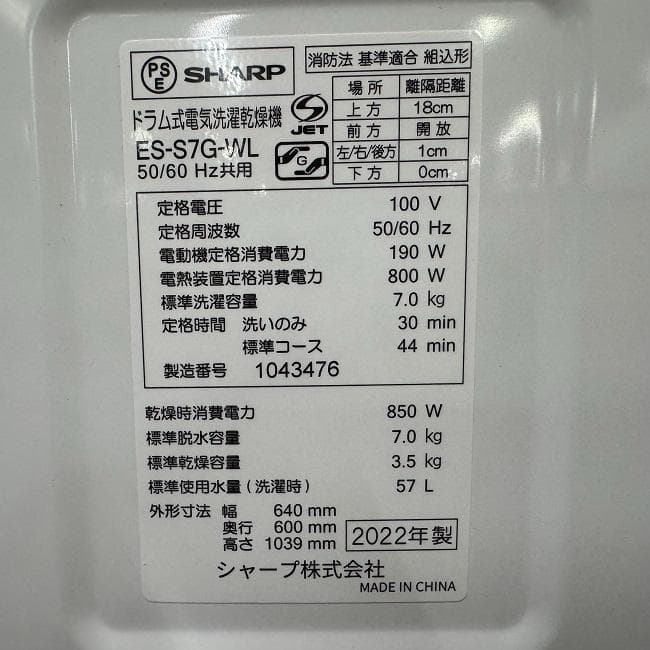 PSE SHARP
ドラム式電気洗濯乾燥機
ES-S7G-WL
50/60 Hz共用
S JET
G
消防法 基準適合 組込形
場所 離隔距離
上方 18cm
前方 開放
左/右/後方 1cm
下方 0cm
定格電圧 100 V
定格周波数 50/60 Hz
電動機定格消費電力 190 W
電熱装置定格消費電力 800 W
標準洗濯容量 7.0 kg
定格時間 洗いのみ 30 min
標準コース 44 min
製造番号 1043476
乾燥時消費電力 850 W
標準脱水容量 7.0 kg
標準乾燥容量 3.5 kg
標準使用水量(洗濯時) 57 L
外形寸法 幅 640 mm
奥行 600 mm
高さ 1039 mm
2022年製
シャープ株式会社
MADE IN CHINA